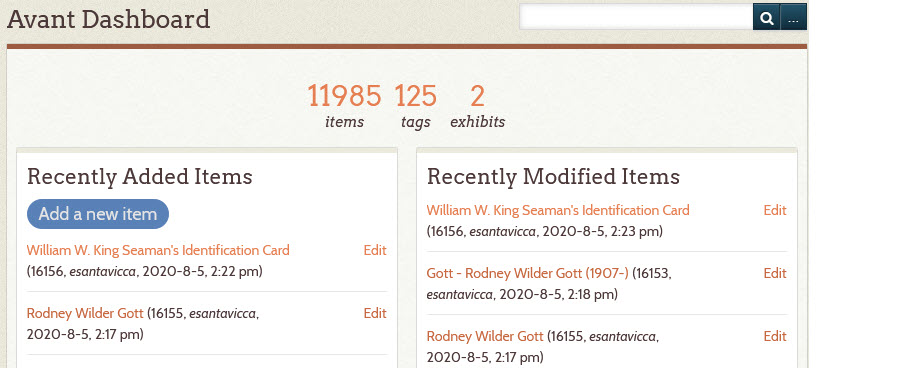 Avant Dashboard
...
11985 125 2
items tags exhibits
Recently Added Items
Add a new item
William W. King Seaman's Identification Card Edit
(16156, esantavicca, 2020-8-5, 2:22 pm)
Rodney Wilder Gott (16155, esantavicca, Edit
2020-8-5, 2:17 pm)
Recently Modified Items
William W. King Seaman's Identification Card Edit
(16156, esantavicca, 2020-8-5, 2:23 pm)
Gott - Rodney Wilder Gott (1907-) (16153, Edit
esantavicca, 2020-8-5, 2:18 pm)
Rodney Wilder Gott (16155, esantavicca, Edit
2020-8-5, 2:17 pm)